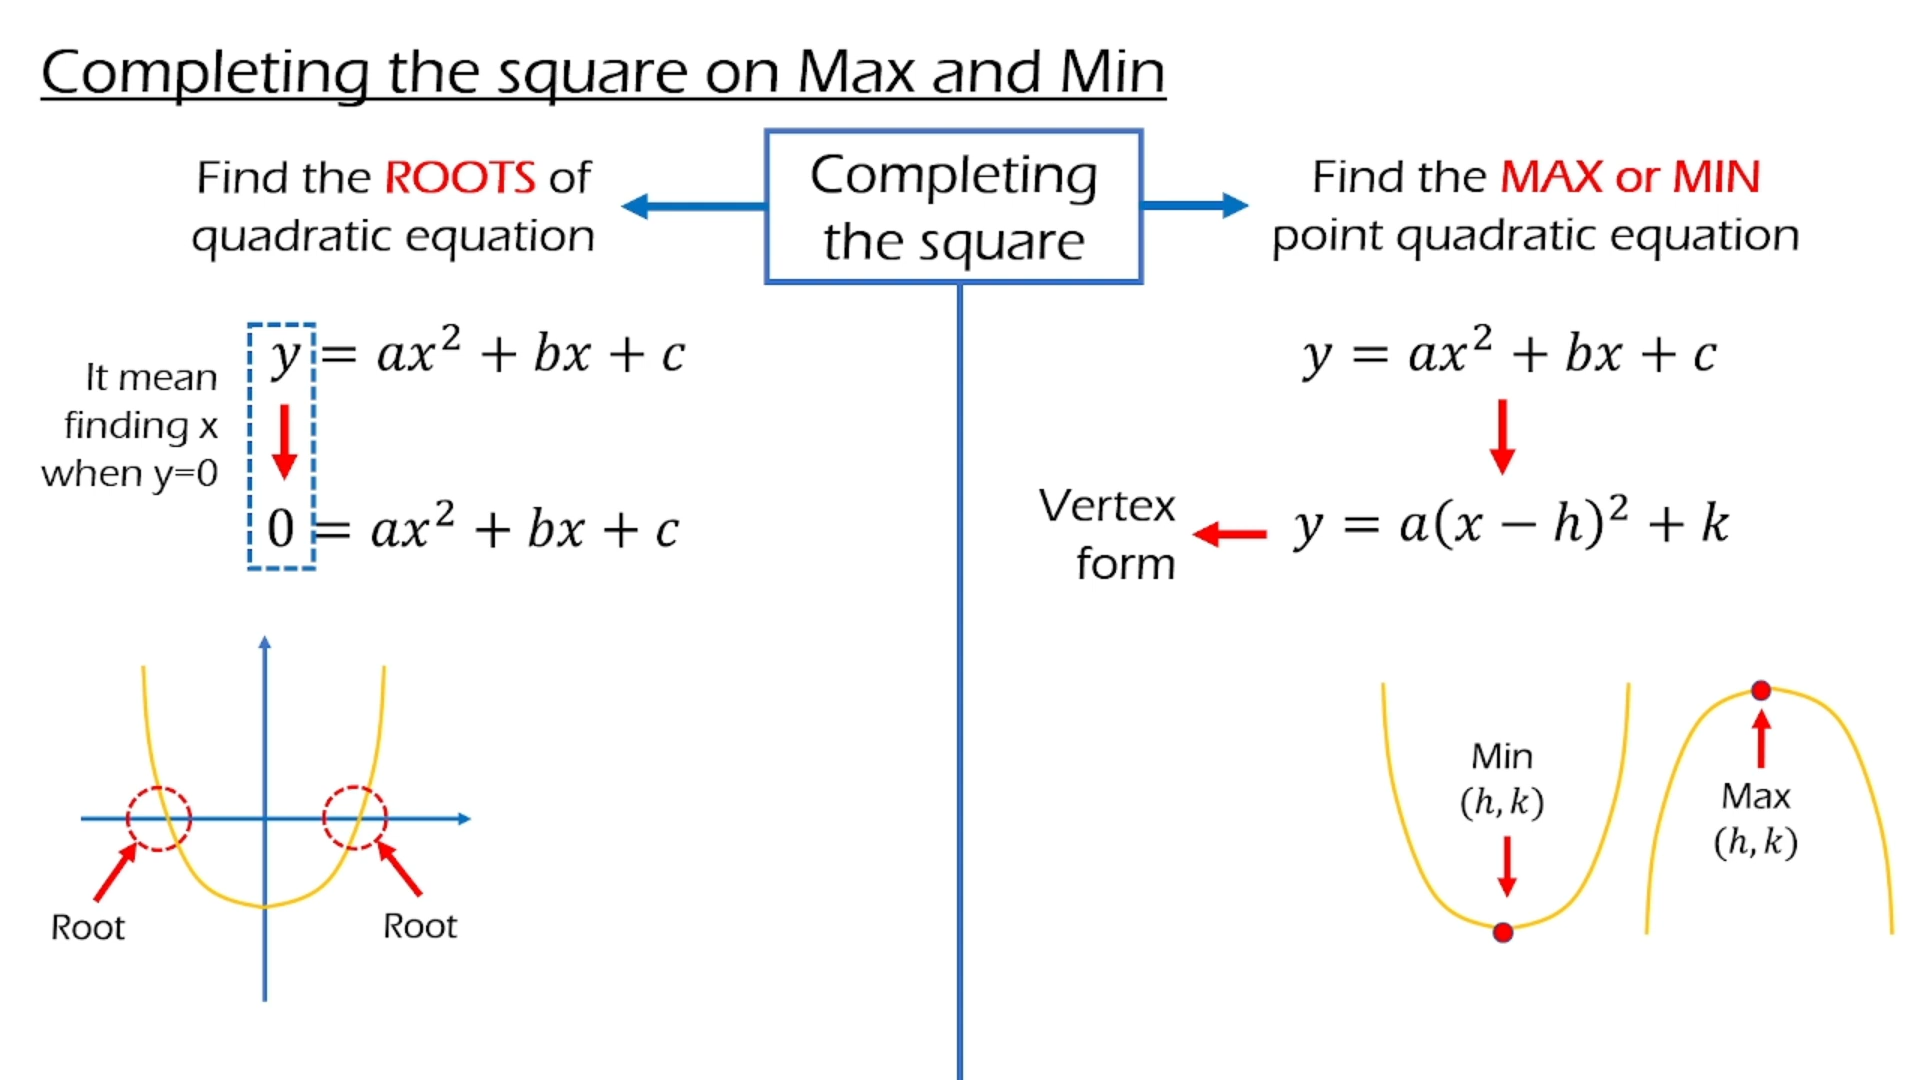 Completing the square on Max and Min
Completing
the square
Find the ROOTS of
quadratic equation
y = ax² + bx + c
It mean
finding x
when y=0
0 = ax² + bx + c
Root
Root
Find the MAX or MIN
point quadratic equation
y = ax² + bx + c
Vertex
form
y = a(x − h)² + k
Min
(h, k)
Max
(h, k)